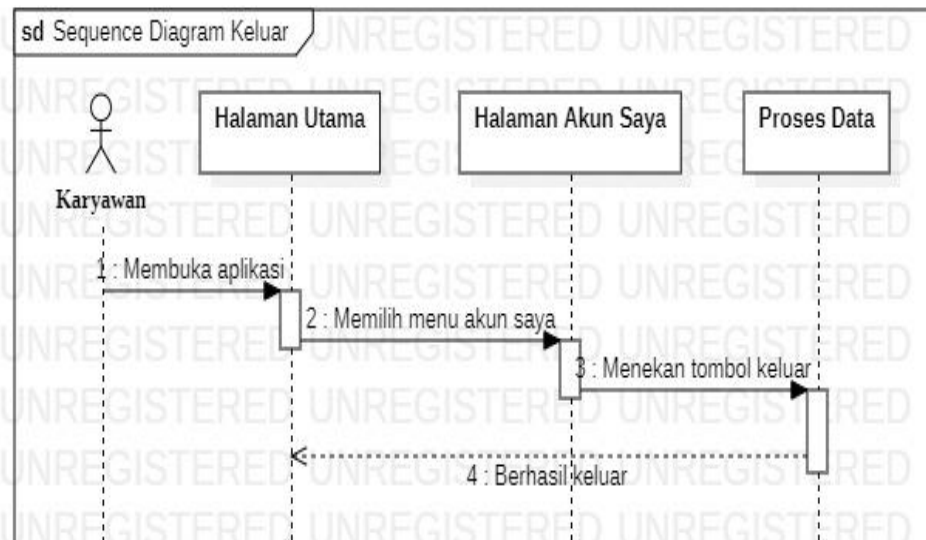 sd Sequence Diagram Keluar
Halaman Utama
Halaman Akun Saya
Proses Data
Karyawan
1 : Membuka aplikasi
2 : Memilih menu akun saya
3 : Menekan tombol keluar
4 : Berhasil keluar
UNREGISTERED